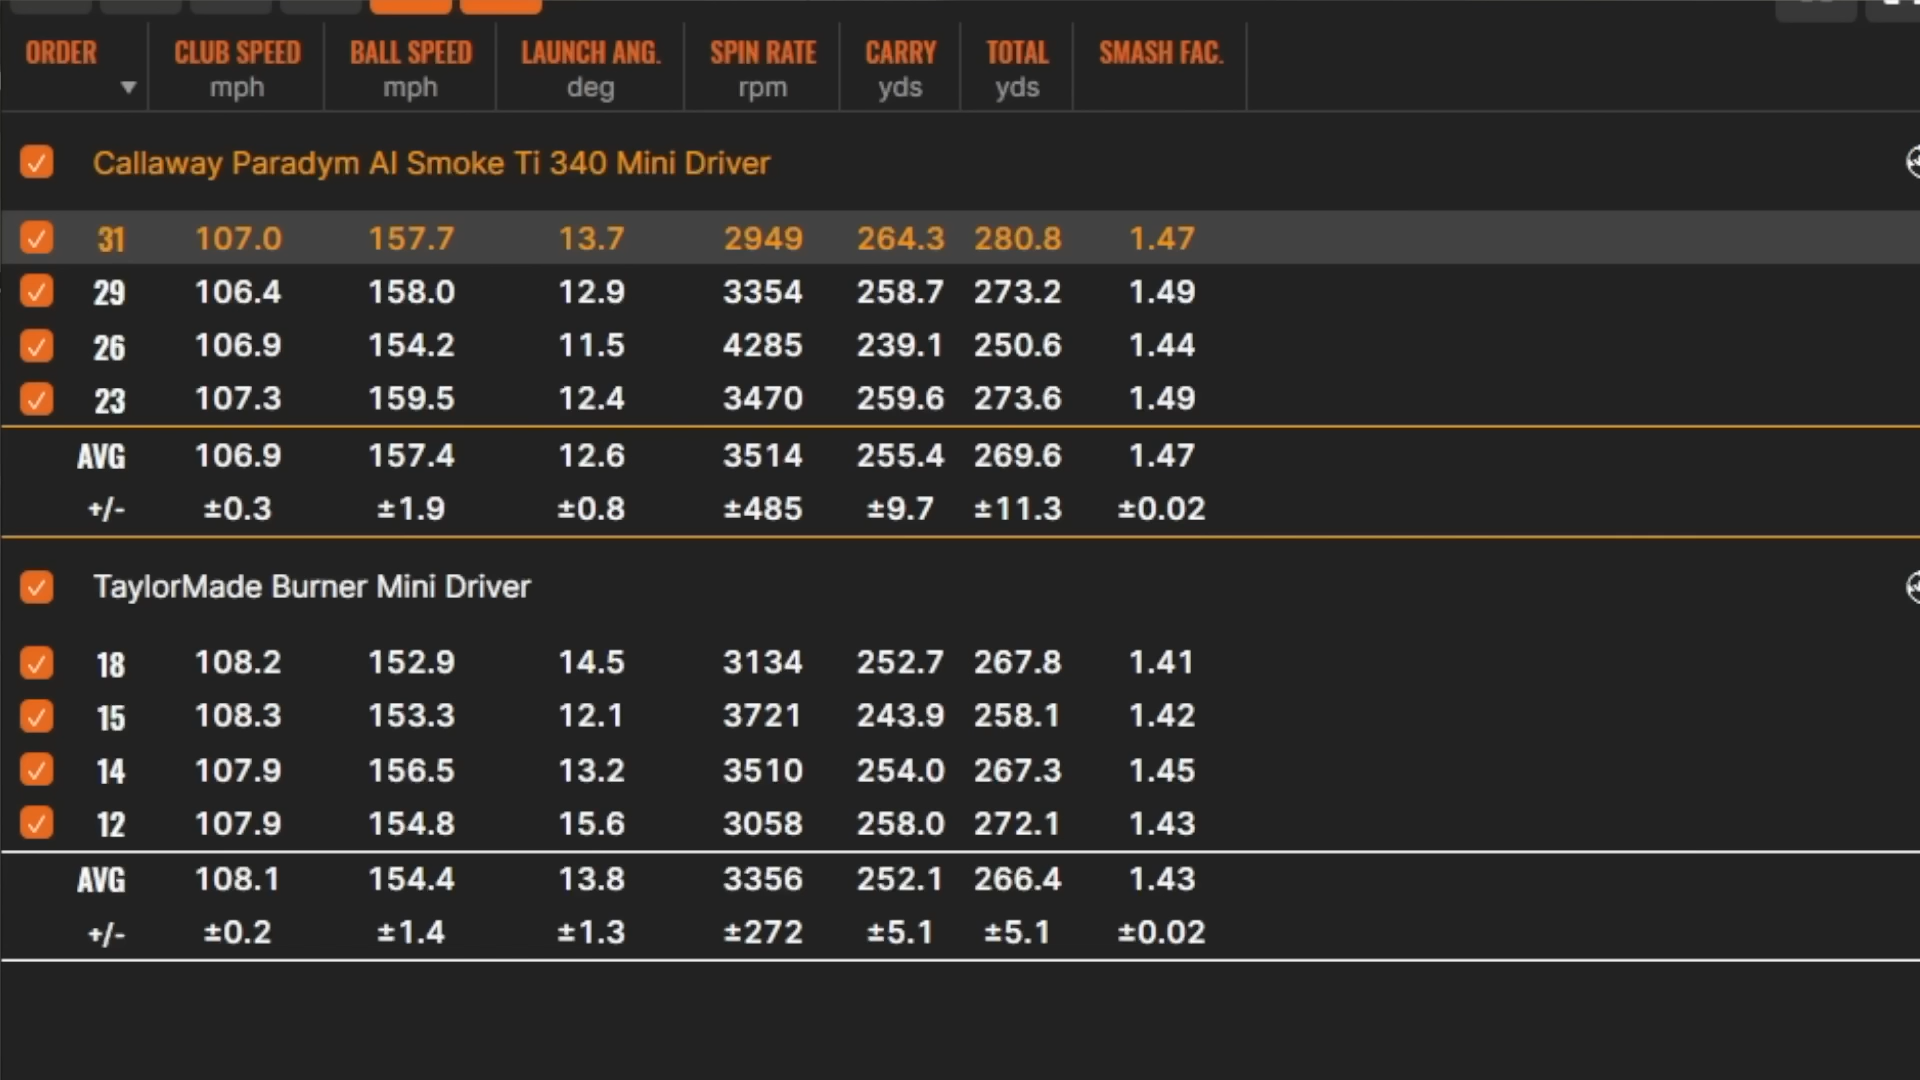 ORDER CLUB SPEED BALL SPEED LAUNCH ANG. SPIN RATE CARRY TOTAL SMASH FAC.
mph mph deg rpm yds yds
Callaway Paradym AI Smoke Ti 340 Mini Driver
31 107.0 157.7 13.7 2949 264.3 280.8 1.47
29 106.4 158.0 12.9 3354 258.7 273.2 1.49
26 106.9 154.2 11.5 4285 239.1 250.6 1.44
23 107.3 159.5 12.4 3470 259.6 273.6 1.49
AVG 106.9 157.4 12.6 3514 255.4 269.6 1.47
+/- ±0.3 ±1.9 ±0.8 ±485 ±9.7 ±11.3 ±0.02
TaylorMade Burner Mini Driver
18 108.2 152.9 14.5 3134 252.7 267.8 1.41
15 108.3 153.3 12.1 3721 243.9 258.1 1.42
14 107.9 156.5 13.2 3510 254.0 267.3 1.45
12 107.9 154.8 15.6 3058 258.0 272.1 1.43
AVG 108.1 154.4 13.8 3356 252.1 266.4 1.43
+/- ±0.2 ±1.4 ±1.3 ±272 ±5.1 ±5.1 ±0.02